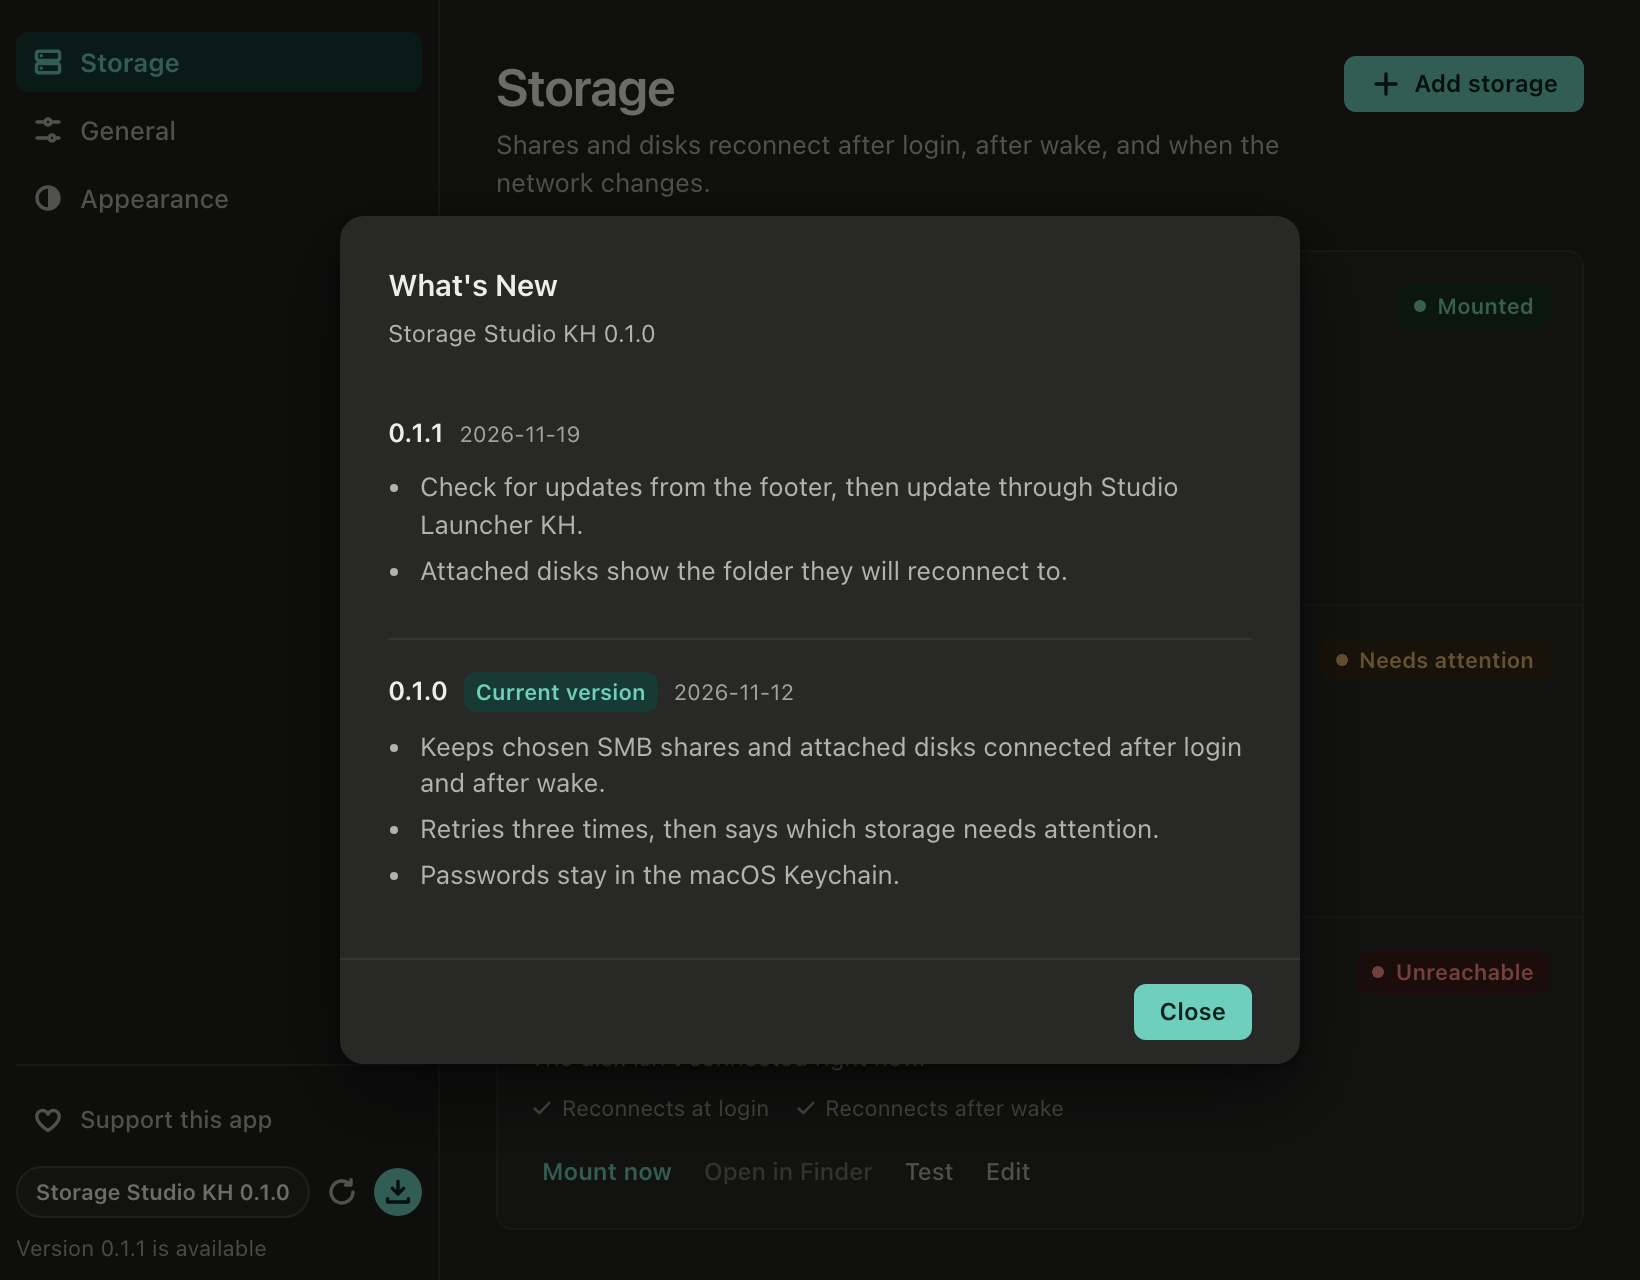 Storage
General
Appearance
Storage
Shares and disks reconnect after login, after wake, and when the
network changes.
Add storage
Mounted
Needs attention
Unreachable
What's New
Storage Studio KH 0.1.0
0.1.1 2026-11-19
Check for updates from the footer, then update through Studio
Launcher KH.
Attached disks show the folder they will reconnect to.
0.1.0 Current version 2026-11-12
Keeps chosen SMB shares and attached disks connected after login
and after wake.
Retries three times, then says which storage needs attention.
Passwords stay in the macOS Keychain.
Close
Reconnects at login Reconnects after wake
Mount now Open in Finder Test Edit
Support this app
Storage Studio KH 0.1.0
Version 0.1.1 is available